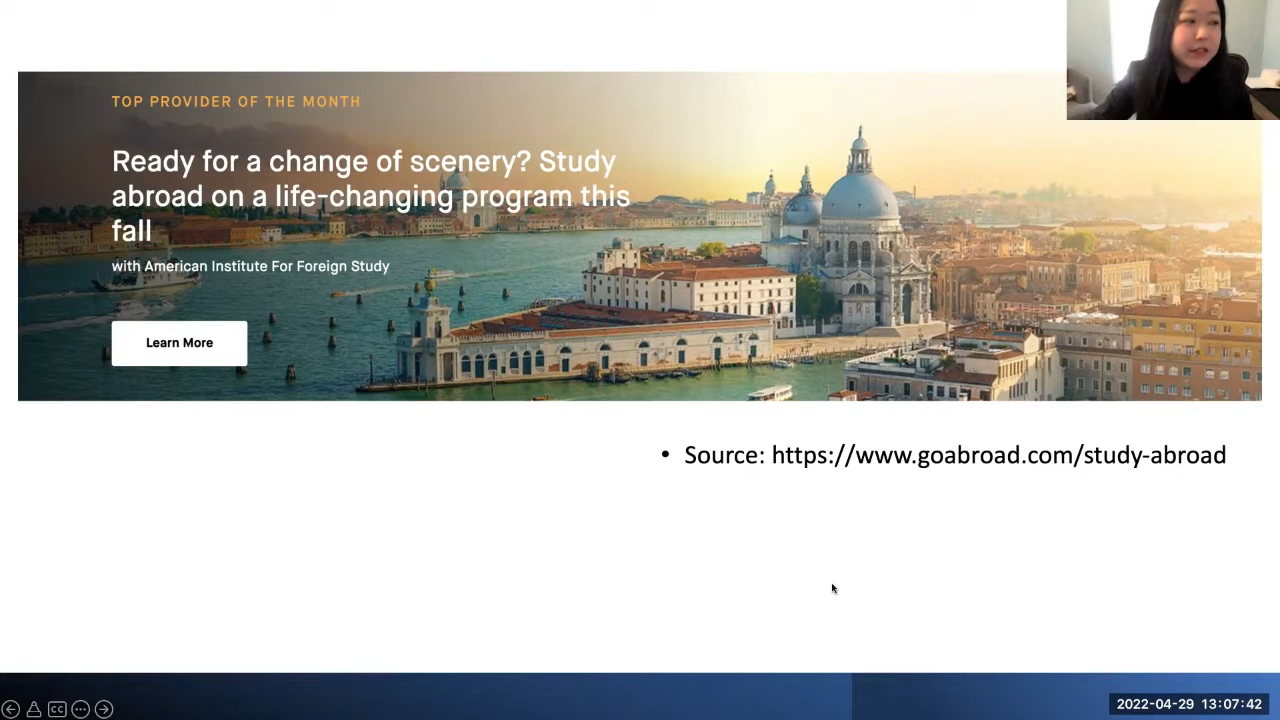 TOP PROVIDER OF THE MONTH
Ready for a change of scenery? Study
abroad on a life-changing program this
fall
with American Institute For Foreign Study
Learn More
• Source: https://www.goabroad.com/study-abroad
CC
2022-04-29 13:07:42